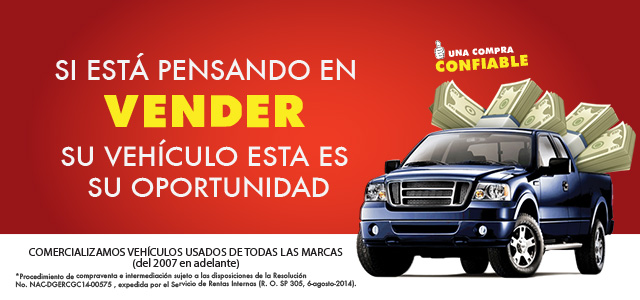 SI ESTÁ PENSANDO EN
VENDER
SU VEHÍCULO ESTA ES
SU OPORTUNIDAD
UNA COMPRA
CONFIABLE
COMERCIALIZAMOS VEHÍCULOS USADOS DE TODAS LAS MARCAS
(del 2007 en adelante)
*Procedimiento de compraventa e intermediación sujeto a las disposiciones de la Resolución
No. NAC-DGERCGC14-00575 , expedida por el Servicio de Rentas Internas (R. O. SP 305, 6-agosto-2014).